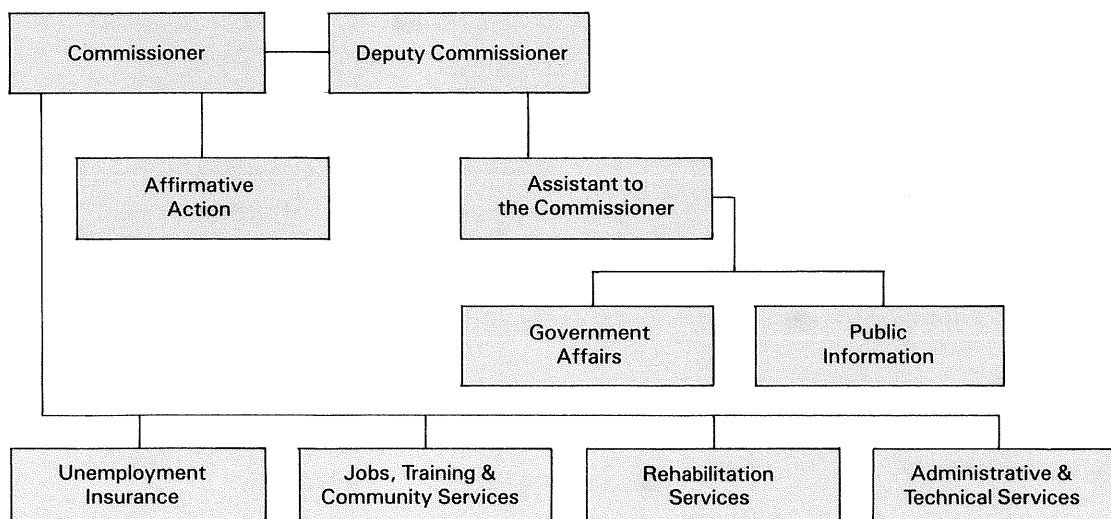 Commissioner
Deputy Commissioner
Affirmative
Action
Assistant to
the Commissioner
Government
Affairs
Public
Information
Unemployment
Insurance
Jobs, Training &
Community Services
Rehabilitation
Services
Administrative &
Technical Services